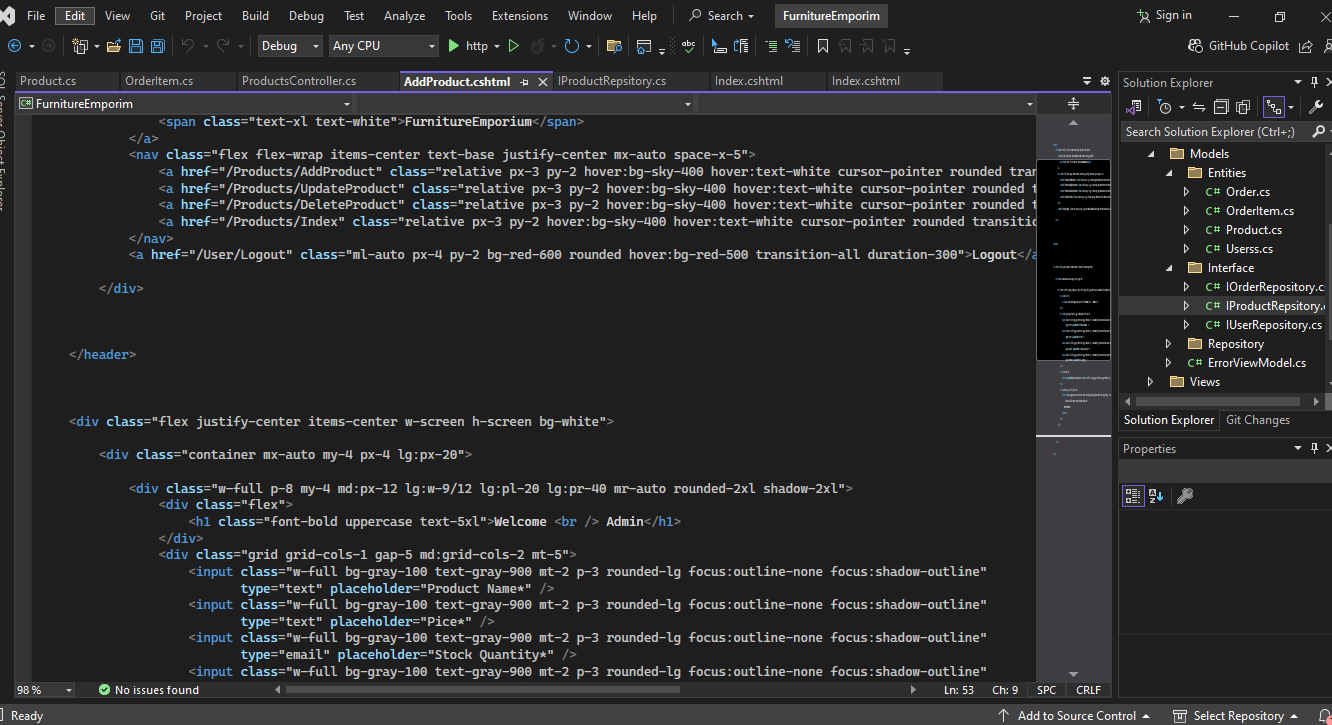 File Edit View Git Project Build Debug Test Analyze Tools Extensions Window Help Search FurnitureEmporim Sign in
Debug Any CPU http GitHub Copilot
SQL Server Object Explorer
Product.cs OrderItem.cs ProductsController.cs AddProduct.cshtml IProductRepsitory.cs Index.cshtml Index.cshtml
C# FurnitureEmporim
<span class="text-xl text-white">FurnitureEmporium</span>
</a>
<nav class="flex flex-wrap items-center text-base justify-center mx-auto space-x-5">
<a href="/Products/AddProduct" class="relative px-3 py-2 hover:bg-sky-400 hover:text-white cursor-pointer rounded tran
<a href="/Products/UpdateProduct" class="relative px-3 py-2 hover:bg-sky-400 hover:text-white cursor-pointer rounded t
<a href="/Products/DeleteProduct" class="relative px-3 py-2 hover:bg-sky-400 hover:text-white cursor-pointer rounded t
<a href="/Products/Index" class="relative px-3 py-2 hover:bg-sky-400 hover:text-white cursor-pointer rounded transitio
</nav>
<a href="/User/Logout" class="ml-auto px-4 py-2 bg-red-600 rounded hover:bg-red-500 transition-all duration-300">Logout</a
</div>
</header>
<div class="flex justify-center items-center w-screen h-screen bg-white">
<div class="container mx-auto my-4 px-4 lg:px-20">
<div class="w-full p-8 my-4 md:px-12 lg:w-9/12 lg:pl-20 lg:pr-40 mr-auto rounded-2xl shadow-2xl">
<div class="flex">
<h1 class="font-bold uppercase text-5xl">Welcome <br /> Admin</h1>
</div>
<div class="grid grid-cols-1 gap-5 md:grid-cols-2 mt-5">
<input class="w-full bg-gray-100 text-gray-900 mt-2 p-3 rounded-lg focus:outline-none focus:shadow-outline"
type="text" placeholder="Product Name*" />
<input class="w-full bg-gray-100 text-gray-900 mt-2 p-3 rounded-lg focus:outline-none focus:shadow-outline"
type="text" placeholder="Pice*" />
<input class="w-full bg-gray-100 text-gray-900 mt-2 p-3 rounded-lg focus:outline-none focus:shadow-outline"
type="email" placeholder="Stock Quantity*" />
<input class="w-full bg-gray-100 text-gray-900 mt-2 p-3 rounded-lg focus:outline-none focus:shadow-outline"
98 % No issues found Ln: 53 Ch: 9 SPC CRLF
Solution Explorer
Search Solution Explorer (Ctrl+;)
Models
Entities
C# Order.cs
C# OrderItem.cs
C# Product.cs
C# Userss.cs
Interface
C# IOrderRepository.c
C# IProductRepsitory.c
C# IUserRepository.cs
Repository
C# ErrorViewModel.cs
Views
Solution Explorer Git Changes
Properties
Ready Add to Source Control Select Repository